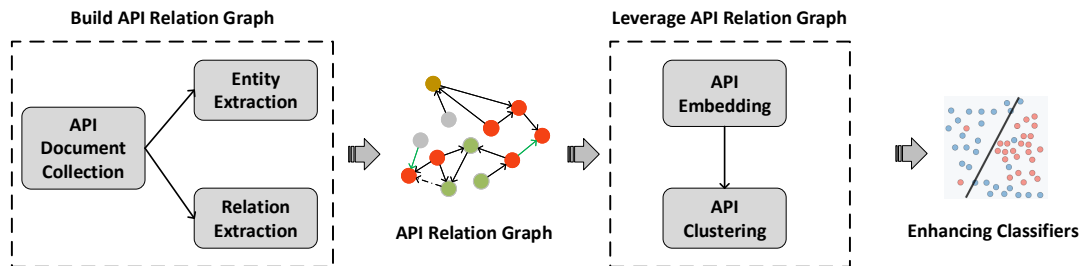 Build API Relation Graph
Leverage API Relation Graph
API
Document
Collection
Entity
Extraction
Relation
Extraction
API Relation Graph
API
Embedding
API
Clustering
Enhancing Classifiers